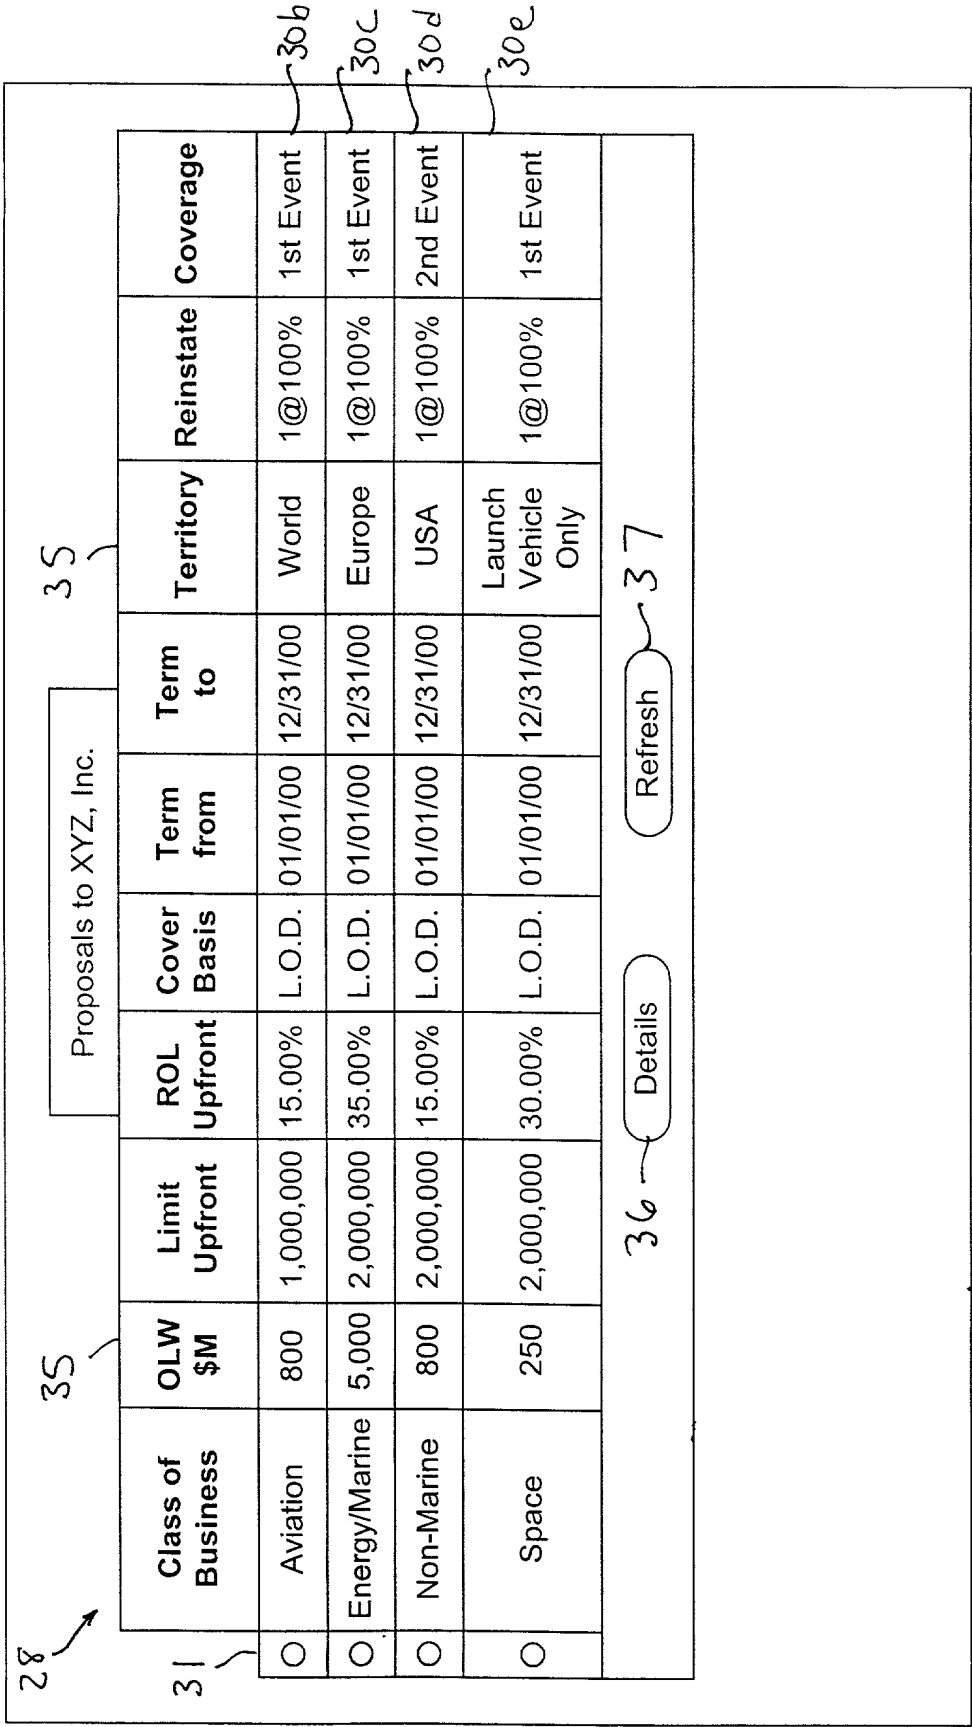 28
35
35
Proposals to XYZ, Inc.
Class of Business OLW $M Limit Upfront ROL Upfront Cover Basis Term from Term to Territory Reinstate Coverage
31
Aviation 800 1,000,000 15.00% L.O.D. 01/01/00 12/31/00 World 1@100% 1st Event 30b
Energy/Marine 5,000 2,000,000 35.00% L.O.D. 01/01/00 12/31/00 Europe 1@100% 1st Event 30c
Non-Marine 800 2,000,000 15.00% L.O.D. 01/01/00 12/31/00 USA 1@100% 2nd Event 30d
Space 250 2,000,000 30.00% L.O.D. 01/01/00 12/31/00 Launch Vehicle Only 1@100% 1st Event 30e
36 Details Refresh 37